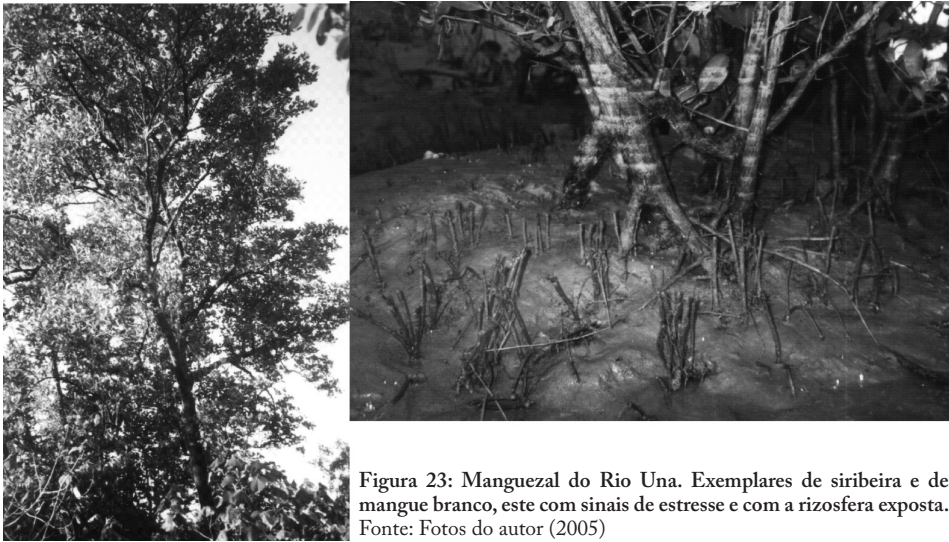 Figura 23: Manguezal do Rio Una. Exemplares de siribeira e de
mangue branco, este com sinais de estresse e com a rizosfera exposta.
Fonte: Fotos do autor (2005)